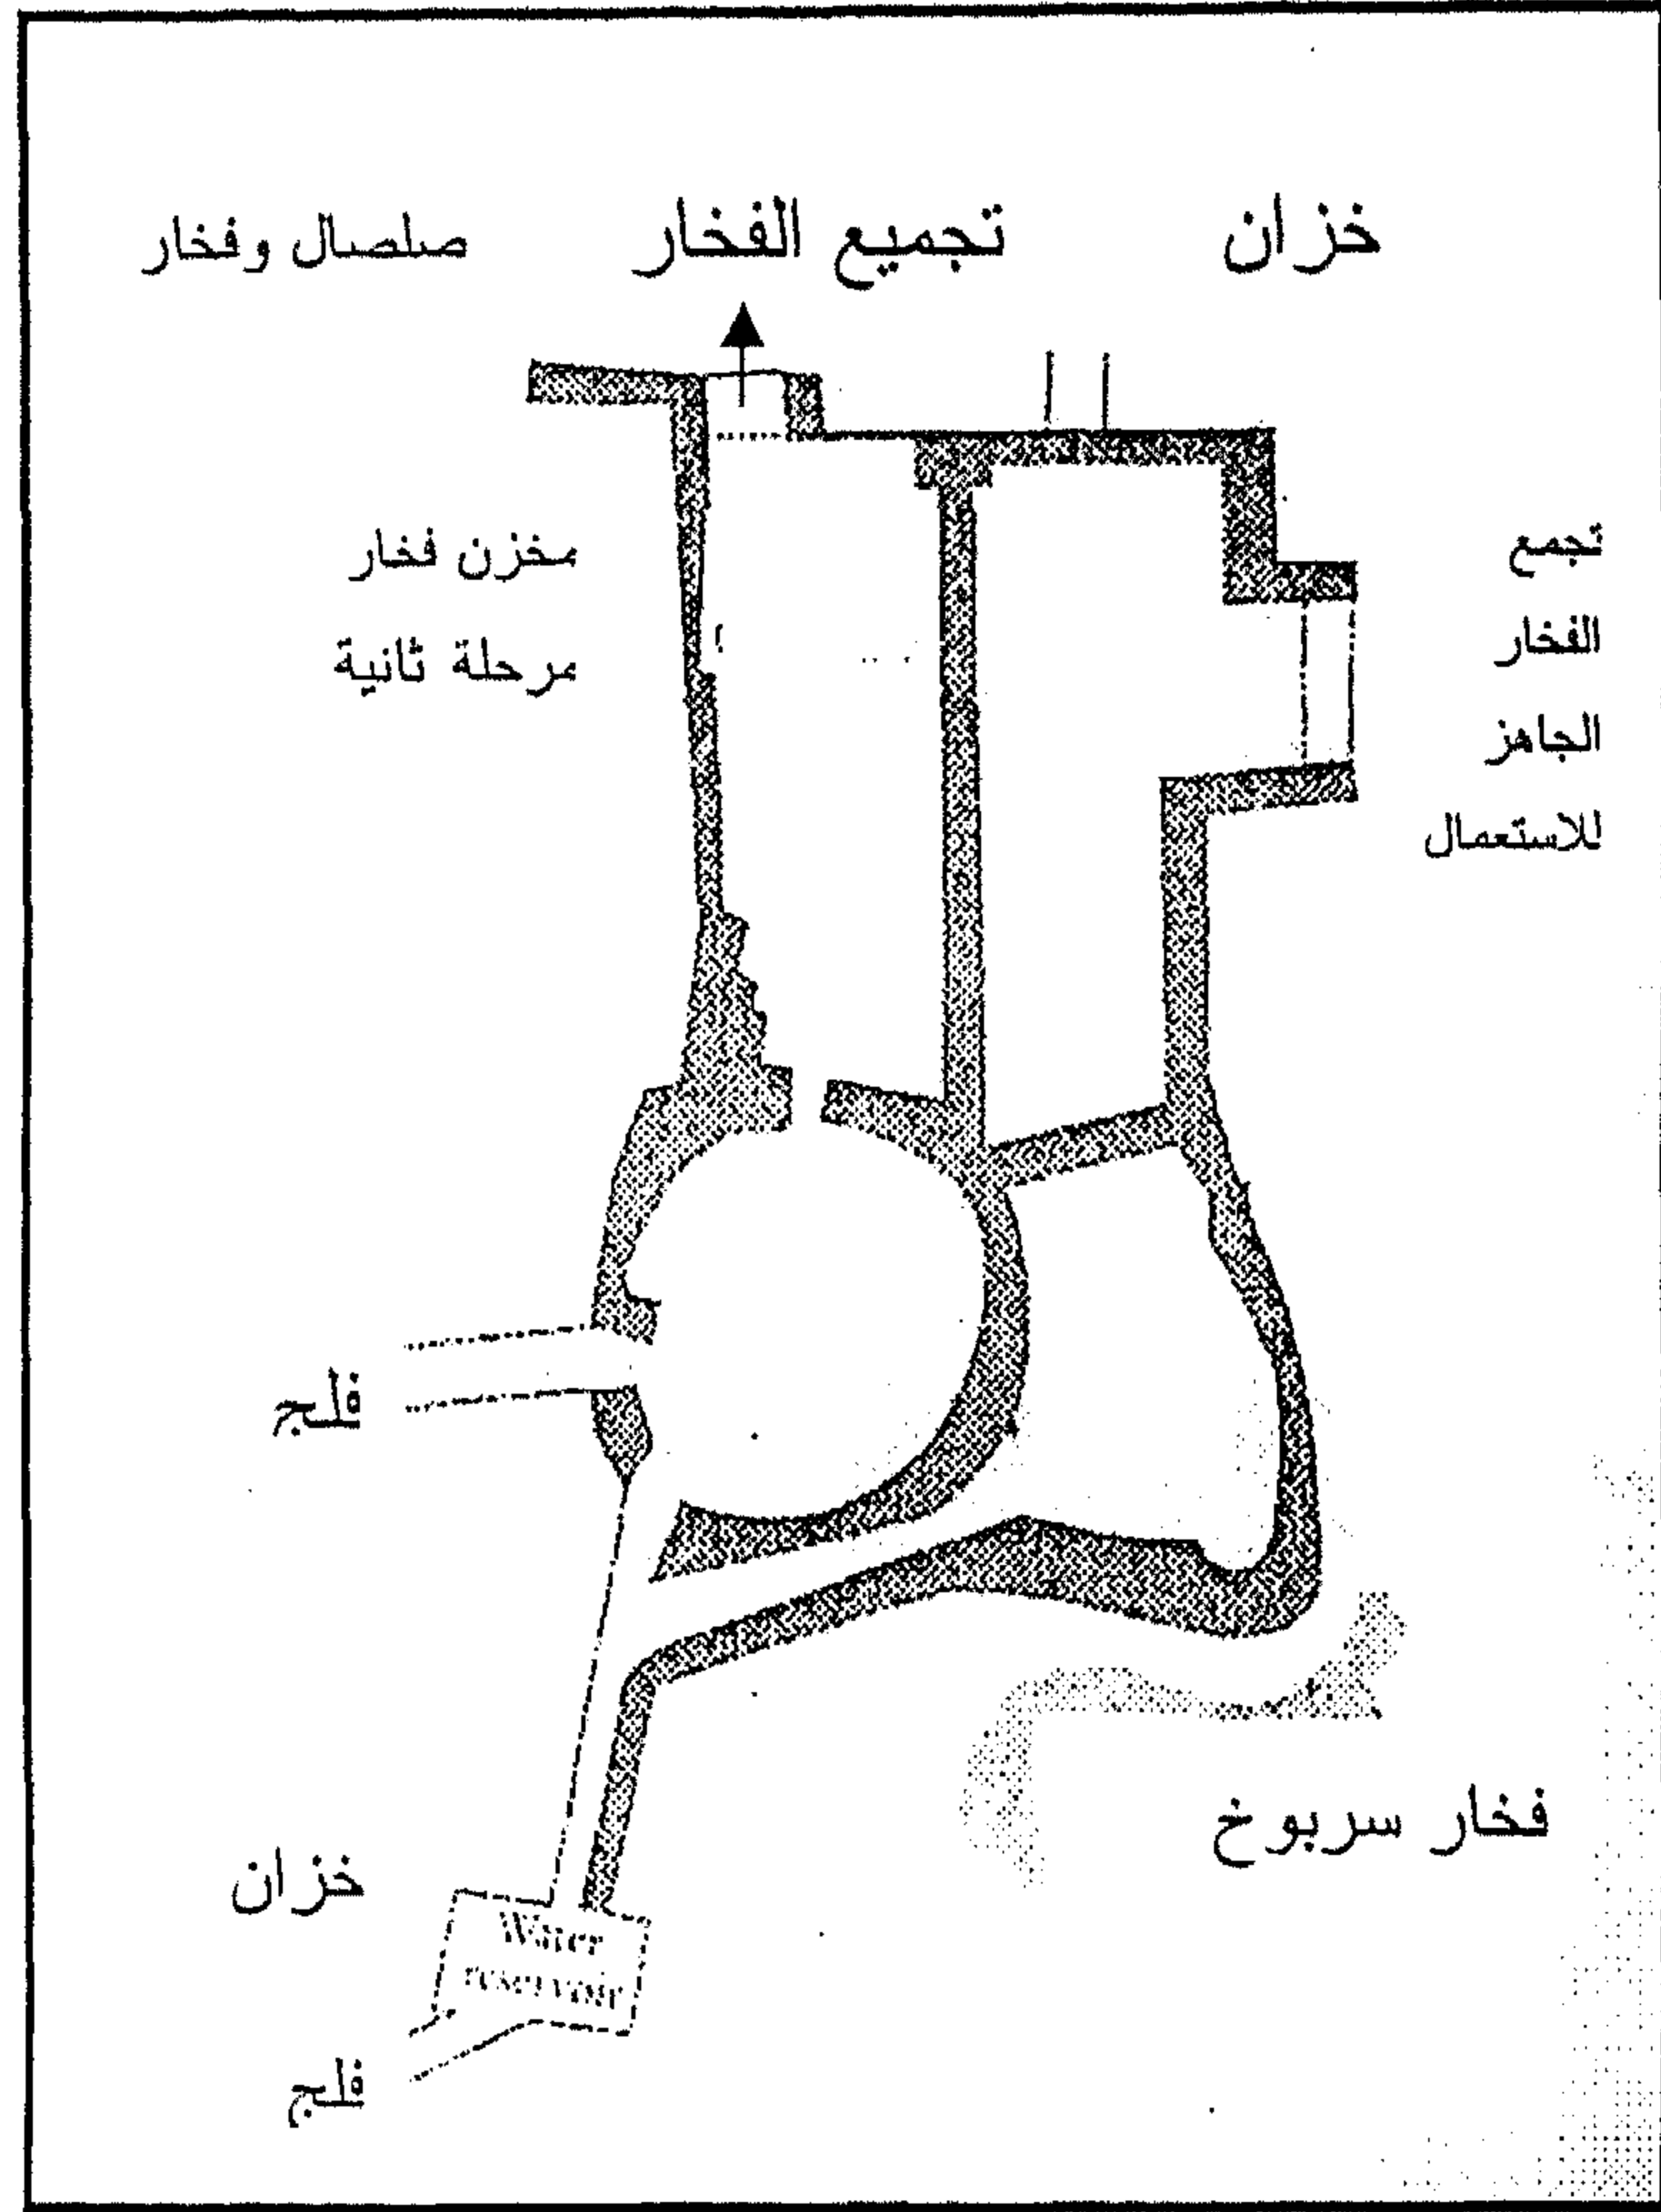 خزان
تجميع الفخار
صلصال وفخار
تجمع
الفخار
الجاهز
للاستعمال
مخزن فخار
مرحلة ثانية
فلج
فخار سربوخ
خزان
Water
reservoir
فلج